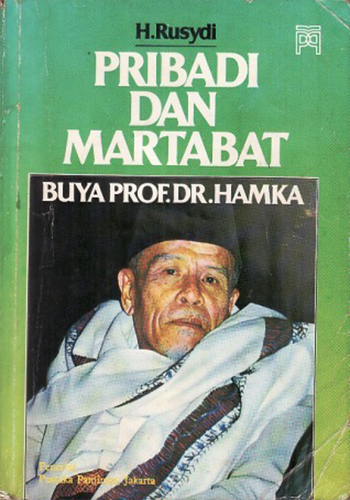 H.Rusydi
PRIBADI
DAN
MARTABAT
BUYA PROF.DR.HAMKA
Penerbit
Pustaka Panjimas Jakarta